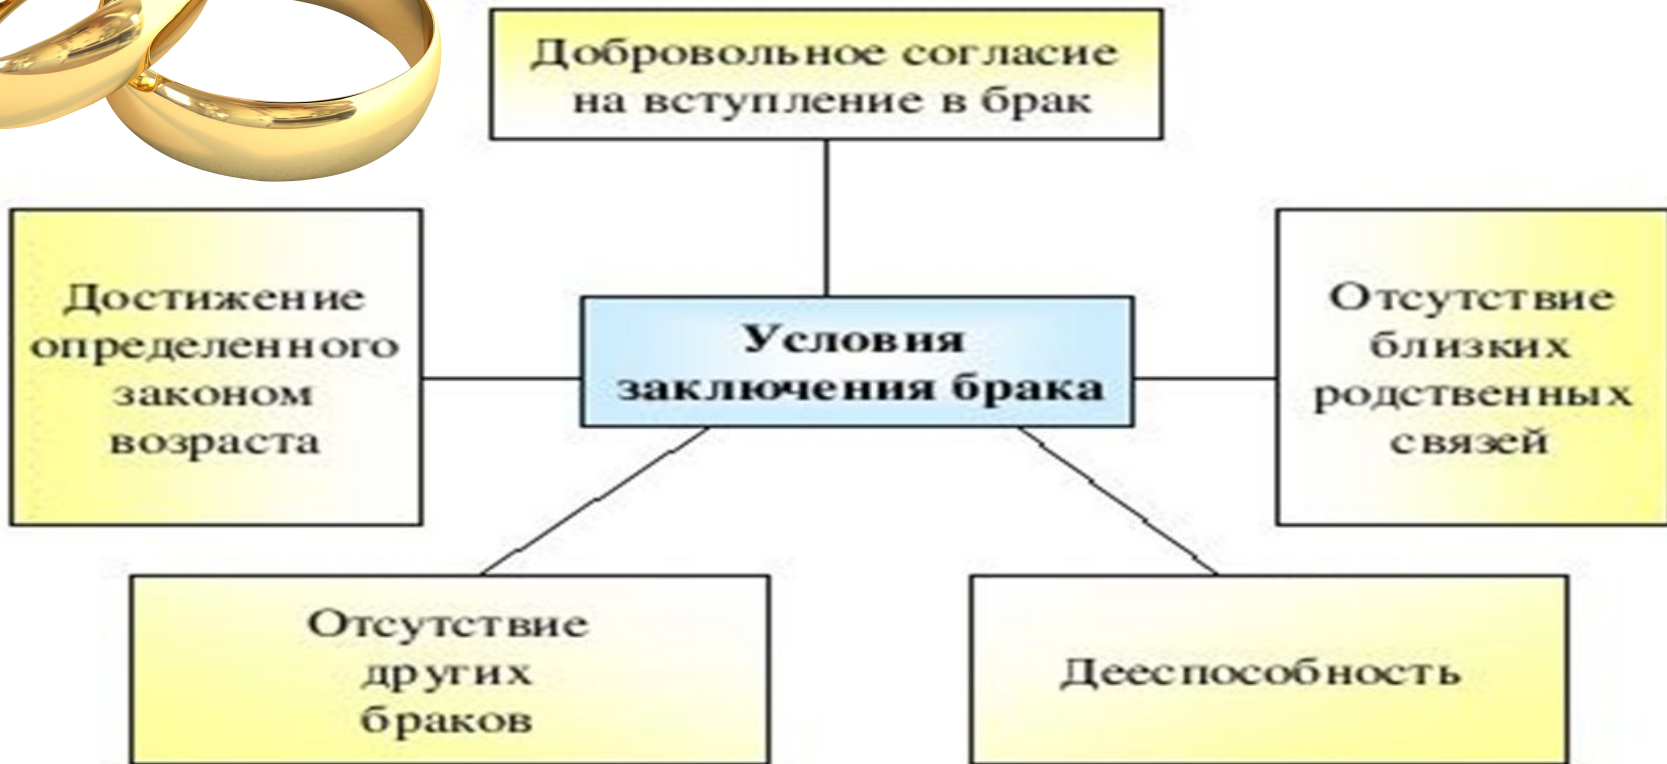 Добровольное согласие
на вступление в брак
Достижение
определенного
законом
возраста
Условия
заключения брака
Отсутствие
близких
родственных
связей
Отсутствие
других
браков
Дееспособность